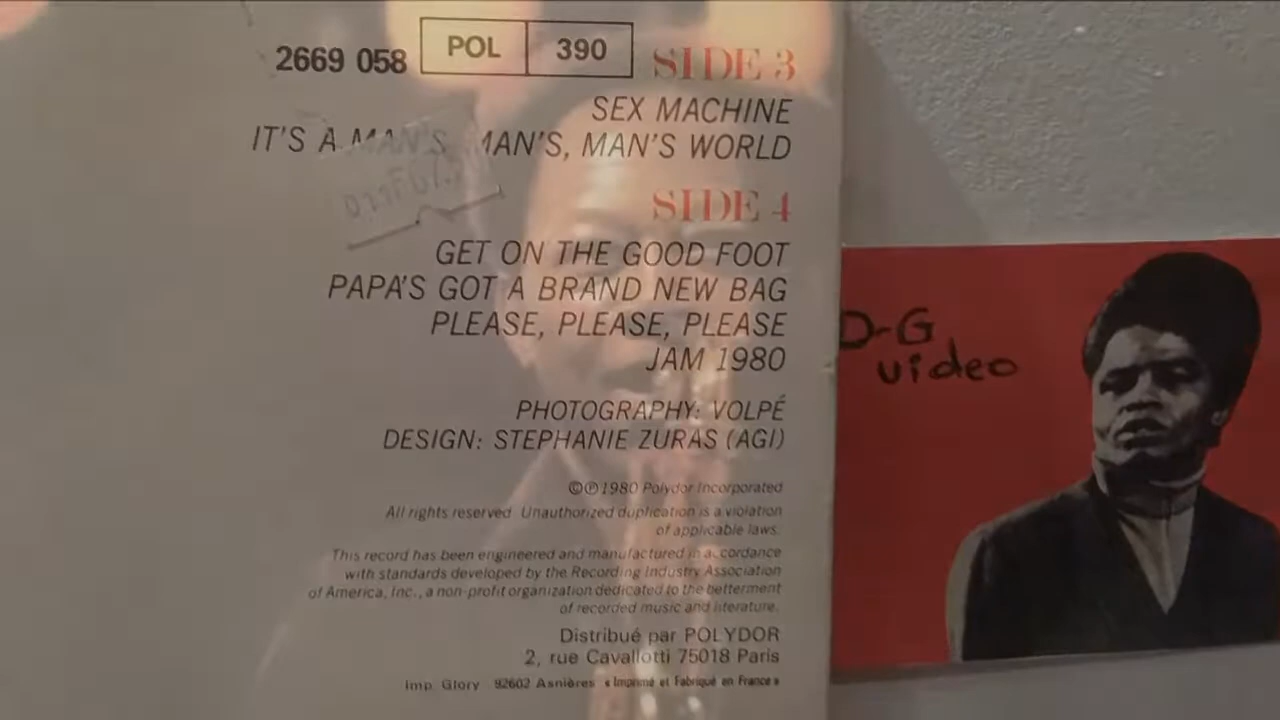 2669 058 POL 390 SIDE 3
SEX MACHINE
IT'S A MAN'S, MAN'S, MAN'S WORLD
SIDE 4
GET ON THE GOOD FOOT
PAPA'S GOT A BRAND NEW BAG
PLEASE, PLEASE, PLEASE
JAM 1980
PHOTOGRAPHY: VOLPÉ
DESIGN: STEPHANIE ZURAS (AGI)
©℗1980 Polydor Incorporated
All rights reserved. Unauthorized duplication is a violation
of applicable laws.
This record has been engineered and manufactured in accordance
with standards developed by the Recording Industry Association
of America, Inc., a non-profit organization dedicated to the betterment
of recorded music and literature.
Distribué par POLYDOR
2, rue Cavallotti 75018 Paris
Imp. Glory 92602 Asnières « Imprimé et Fabriqué en France »
D-G
video